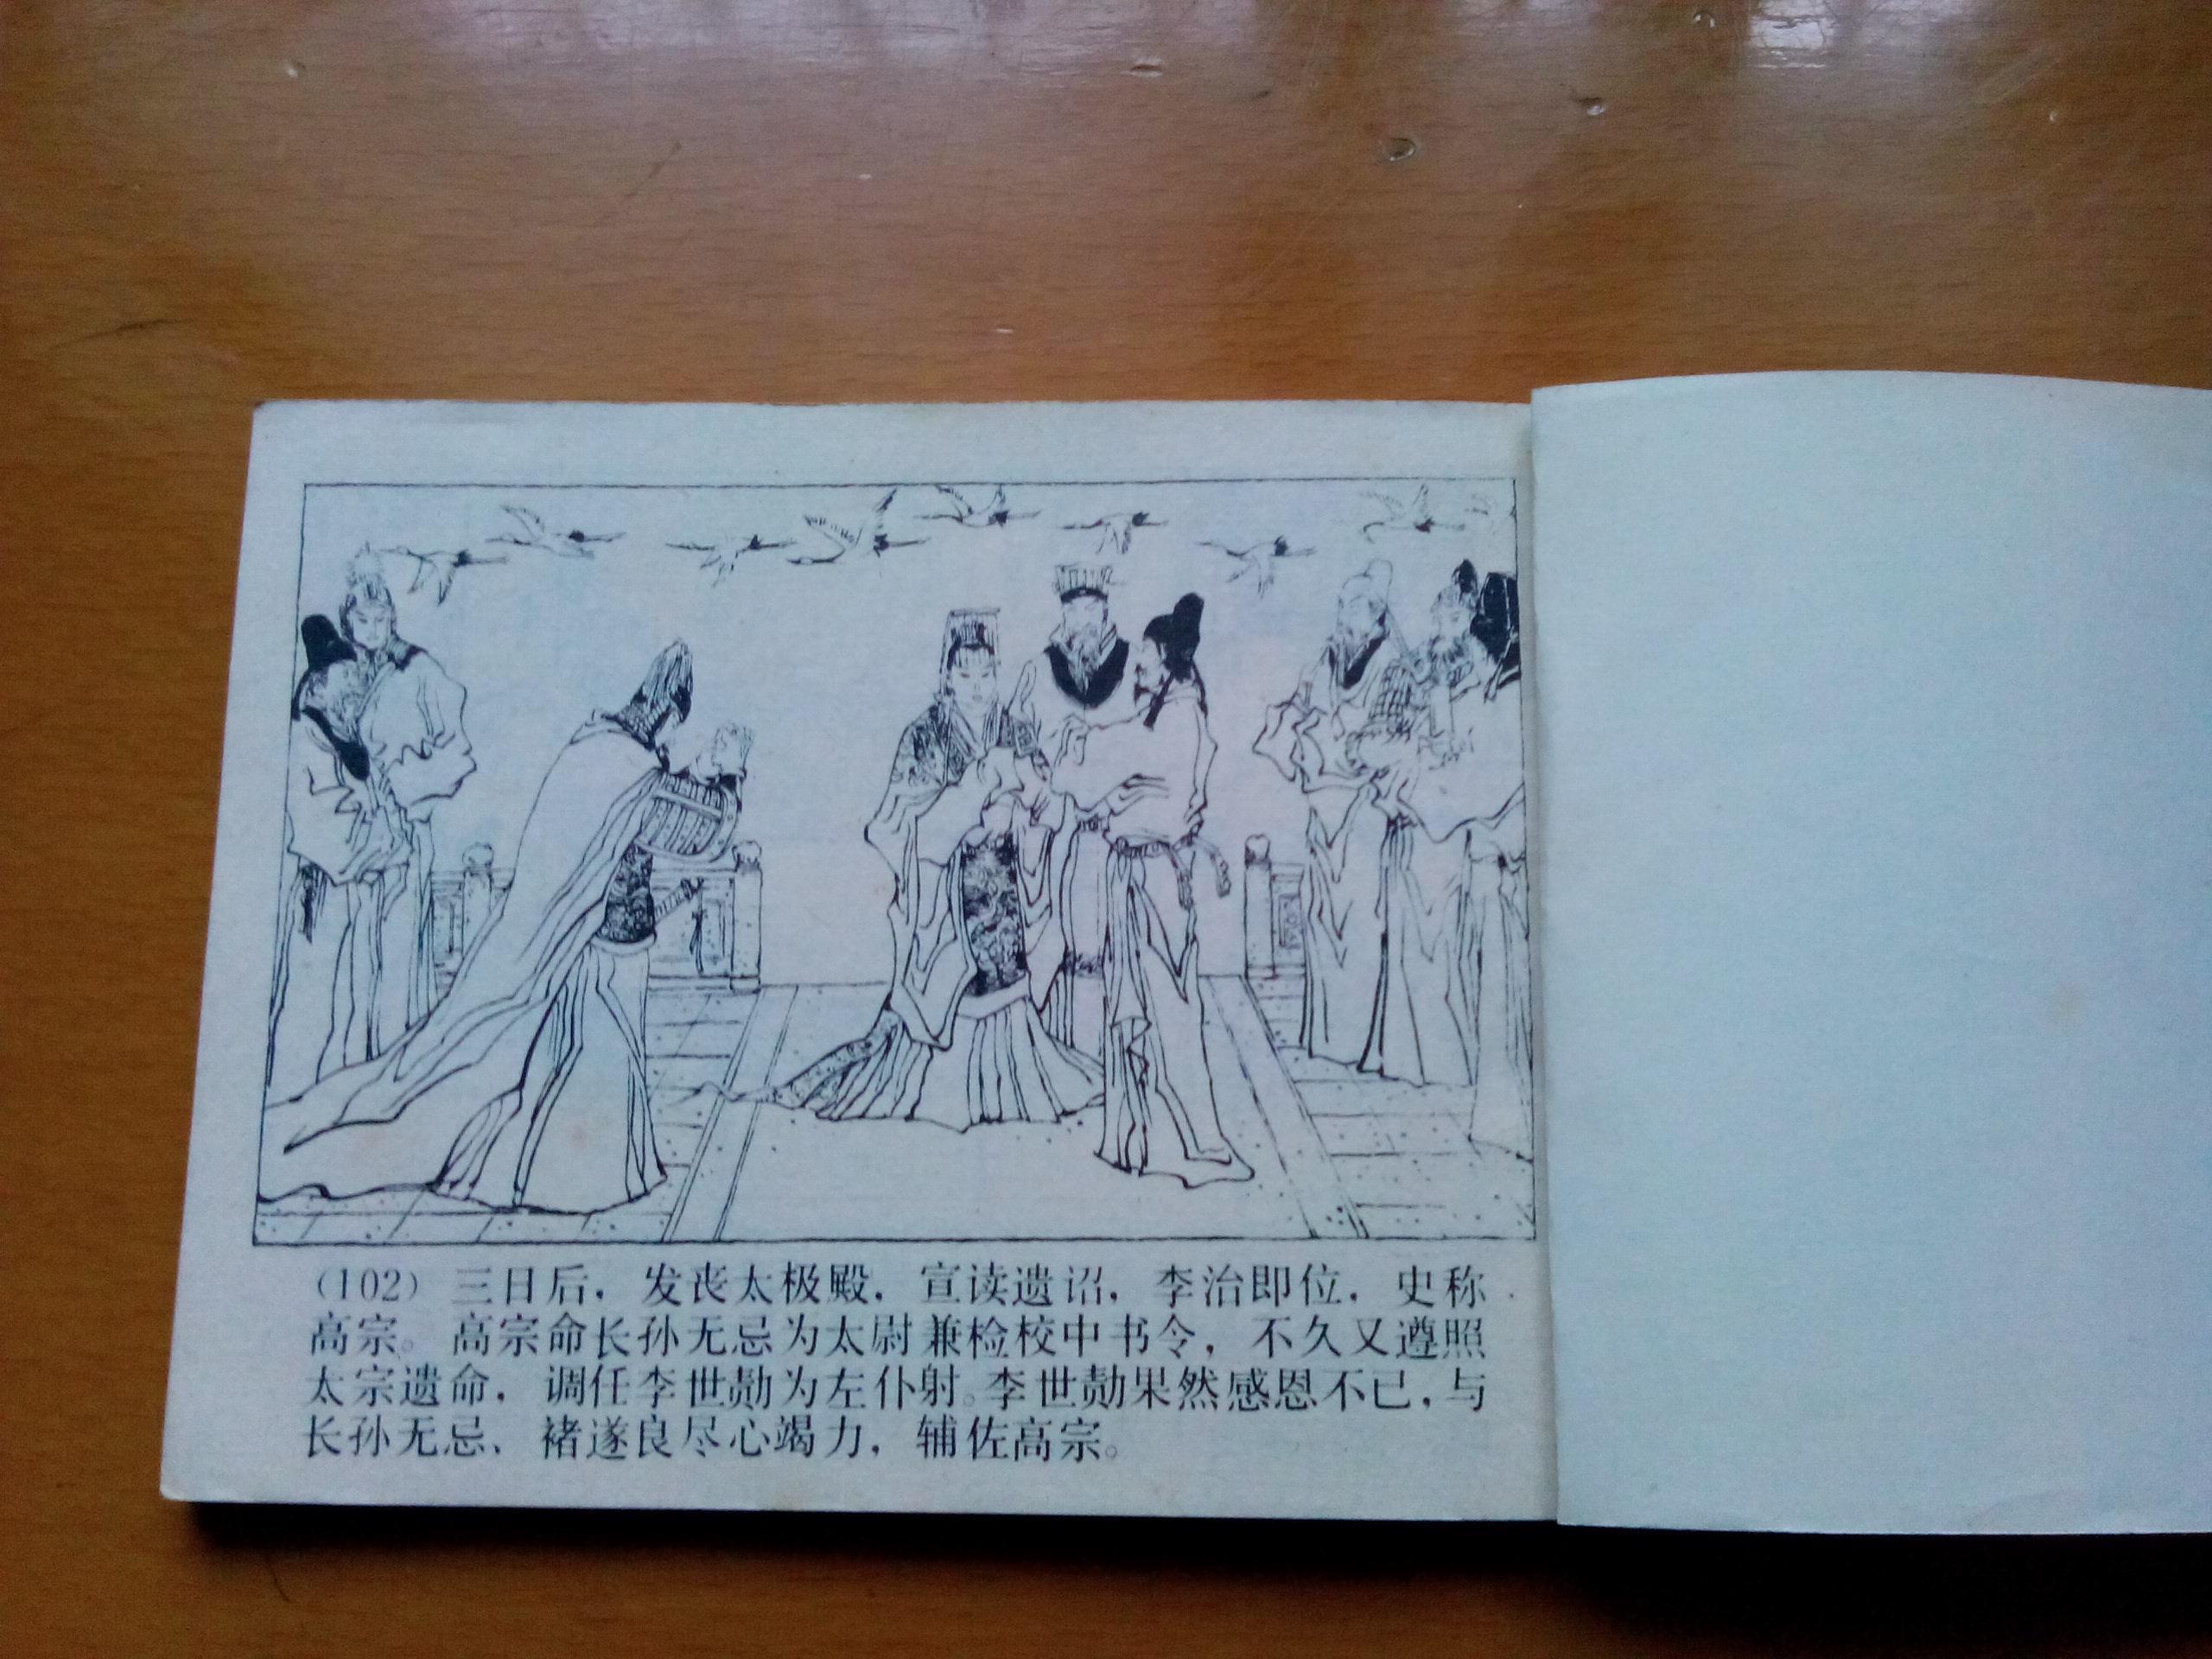 (102) 三日后，发丧太极殿，宣读遗诏，李治即位，史称
高宗。高宗命长孙无忌为太尉兼检校中书令，不久又遵照
太宗遗命，调任李世勣为左仆射。李世勣果然感恩不已，与
长孙无忌、褚遂良尽心竭力，辅佐高宗。